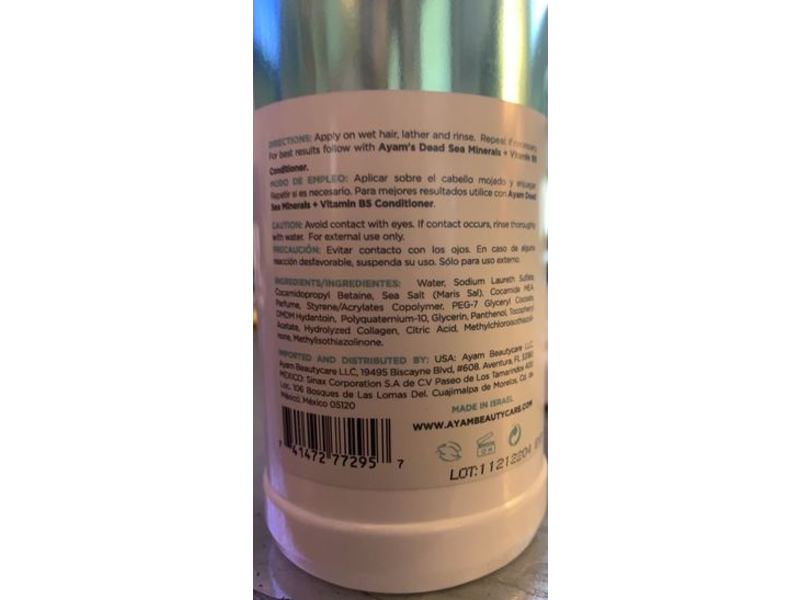 DIRECTIONS: Apply on wet hair, lather and rinse. Repeat if necessary.
For best results follow with Ayam's Dead Sea Minerals + Vitamin B5
Conditioner.
MODO DE EMPLEO: Aplicar sobre el cabello mojado y enjuagar.
Repetir si es necesario. Para mejores resultados utilice con Ayam Dead
Sea Minerals + Vitamin B5 Conditioner.
CAUTION: Avoid contact with eyes. If contact occurs, rinse thoroughly
with water. For external use only.
PRECAUCIÓN: Evitar contacto con los ojos. En caso de alguna
reacción desfavorable, suspenda su uso. Sólo para uso externo.
INGREDIENTS/INGREDIENTES: Water, Sodium Laureth Sulfate,
Cocamidopropyl Betaine, Sea Salt (Maris Sal), Cocamide MEA,
Perfume, Styrene/Acrylates Copolymer, PEG-7 Glyceryl Cocoate,
DMDM Hydantoin, Polyquaternium-10, Glycerin, Panthenol, Tocopheryl
Acetate, Hydrolyzed Collagen, Citric Acid, Methylchloroisothiazoli-
none, Methylisothiazolinone.
IMPORTED AND DISTRIBUTED BY: USA: Ayam Beautycare LLC.
Ayam Beautycare LLC, 19495 Biscayne Blvd, #608. Aventura, FL 33180
MEXICO: Sinax Corporation S.A de C.V Paseo de Los Tamarindos 400
Loc. 106 Bosques de Las Lomas Del. Cuajimalpa de Morelos, Cd. de
México, México 05120
MADE IN ISRAEL
WWW.AYAMBEAUTYCARE.COM
7 41472 77295 7
LOT:11212204